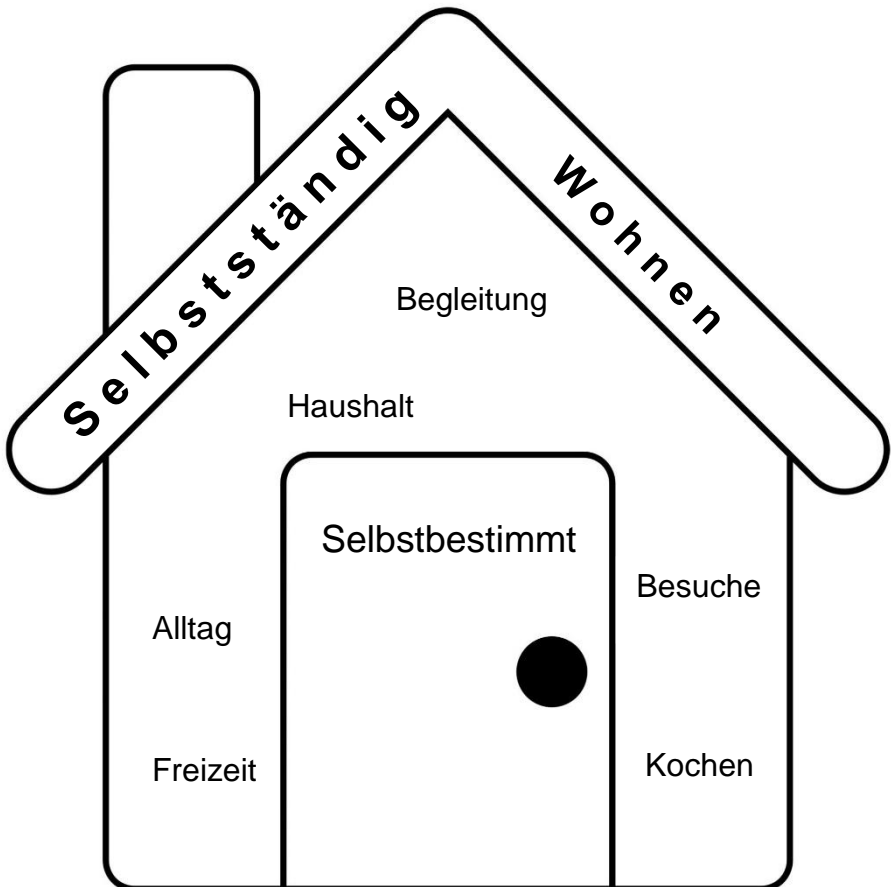 Selbstständig
Wohnen
Begleitung
Haushalt
Selbstbestimmt
Besuche
Alltag
Kochen
Freizeit